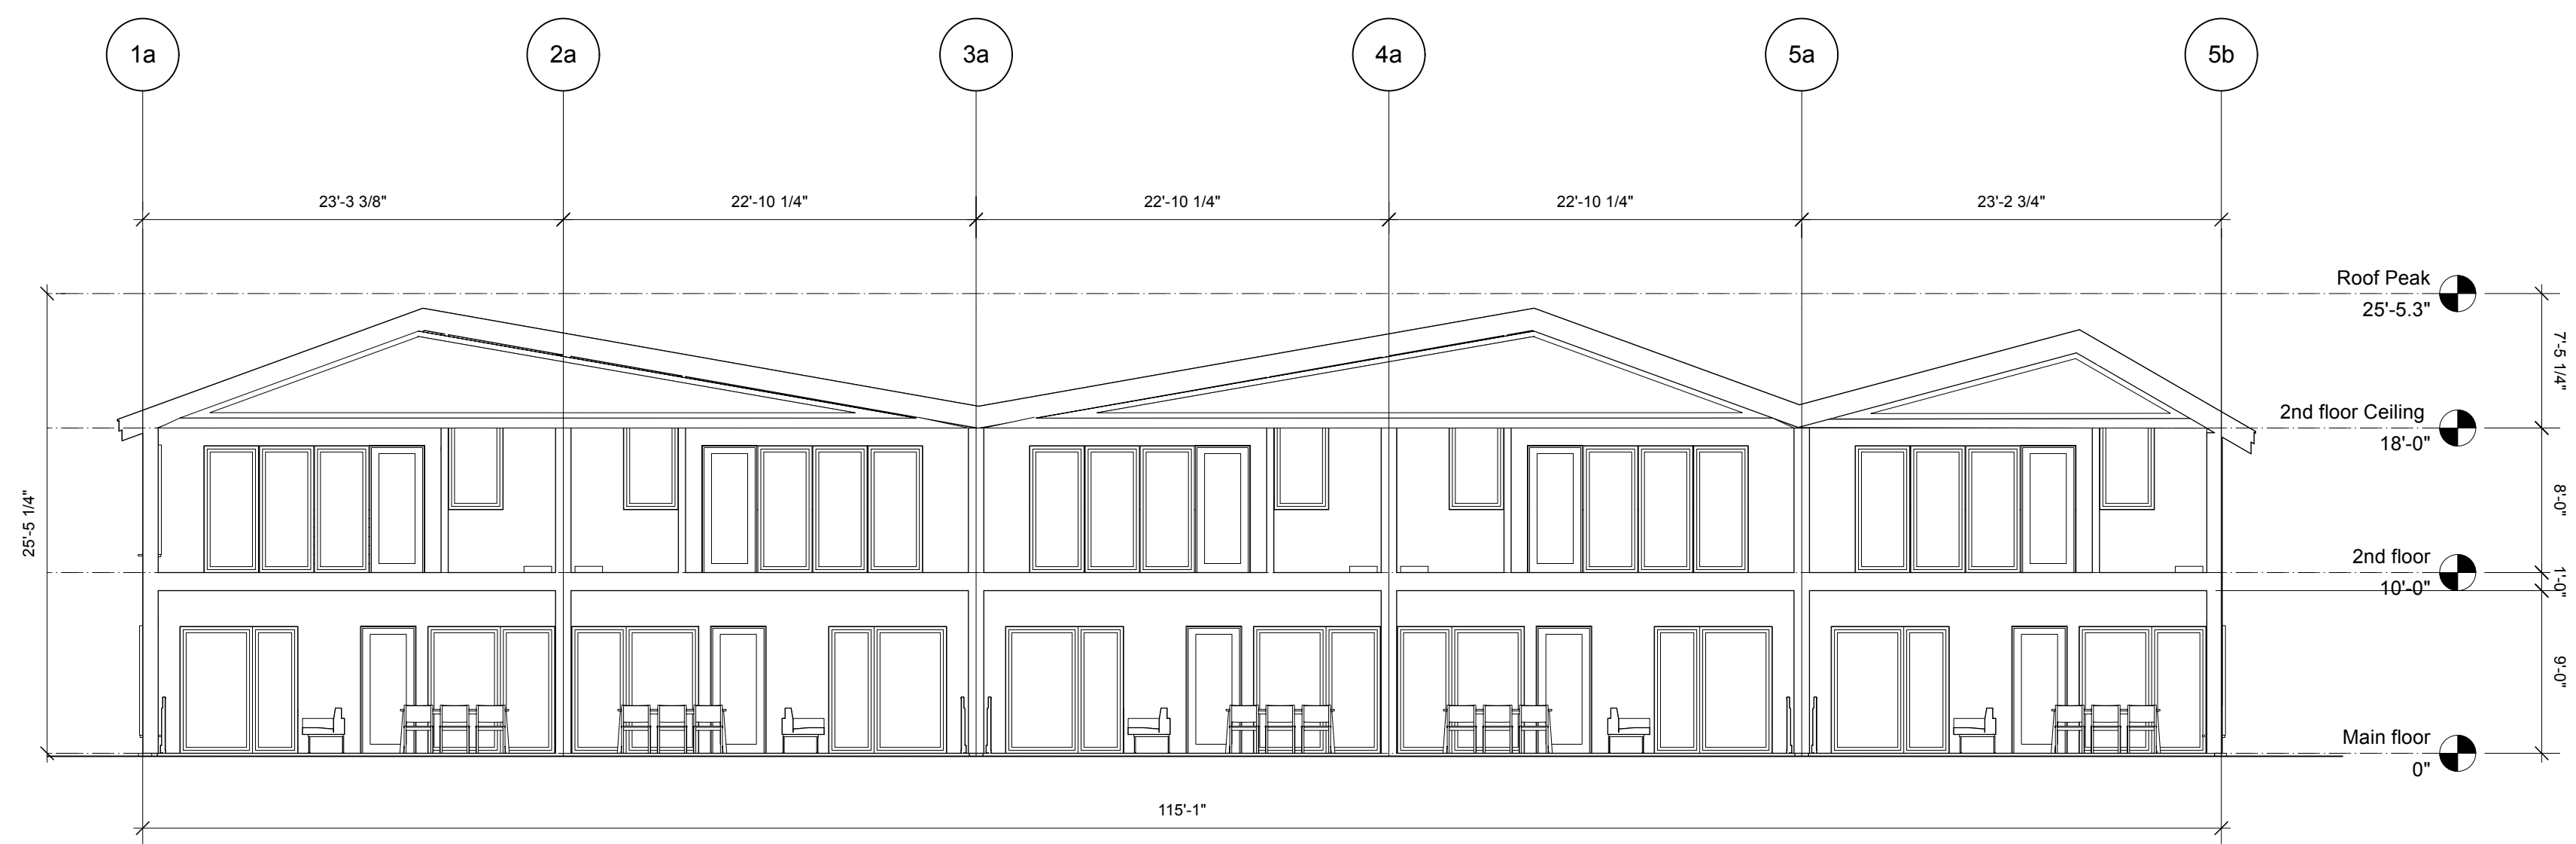 1a 2a 3a 4a 5a 5b
23'-3 3/8" 22'-10 1/4" 22'-10 1/4" 22'-10 1/4" 23'-2 3/4"
Roof Peak
25'-5.3"
7'-5 1/4"
2nd floor Ceiling
18'-0"
25'-5 1/4"
8'-0"
2nd floor
10'-0"
1'-0"
9'-0"
Main floor
0"
115'-1"